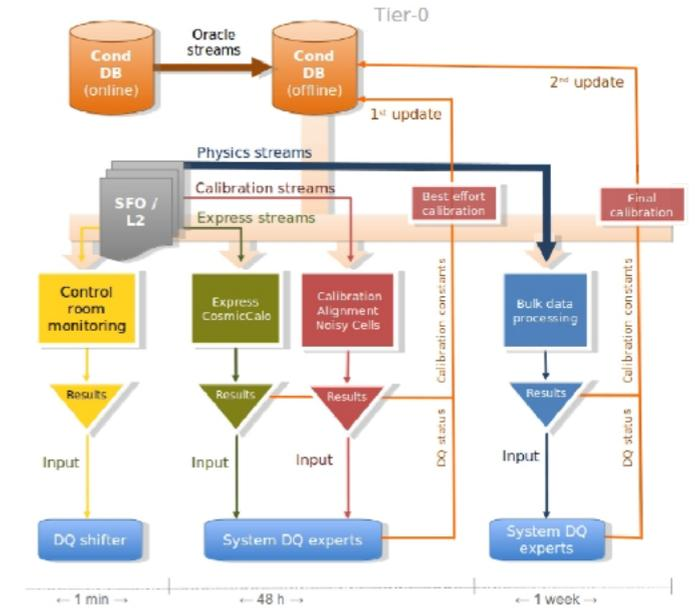 Tier-0
Oracle
streams
Cond
DB
(online)
Cond
DB
(offline)
2nd update
1st update
Physics streams
Calibration streams
Express streams
SFO /
L2
Best effort
calibration
Final
calibration
Control
room
monitoring
Express
CosmicCalo
Calibration
Alignment
Noisy Cells
Bulk data
processing
Calibration constants
Calibration constants
Results
Results
Results
Results
DQ status
DQ status
Input
Input
Input
Input
DQ shifter
System DQ experts
System DQ
experts
← 1 min →
← 48 h →
← 1 week →